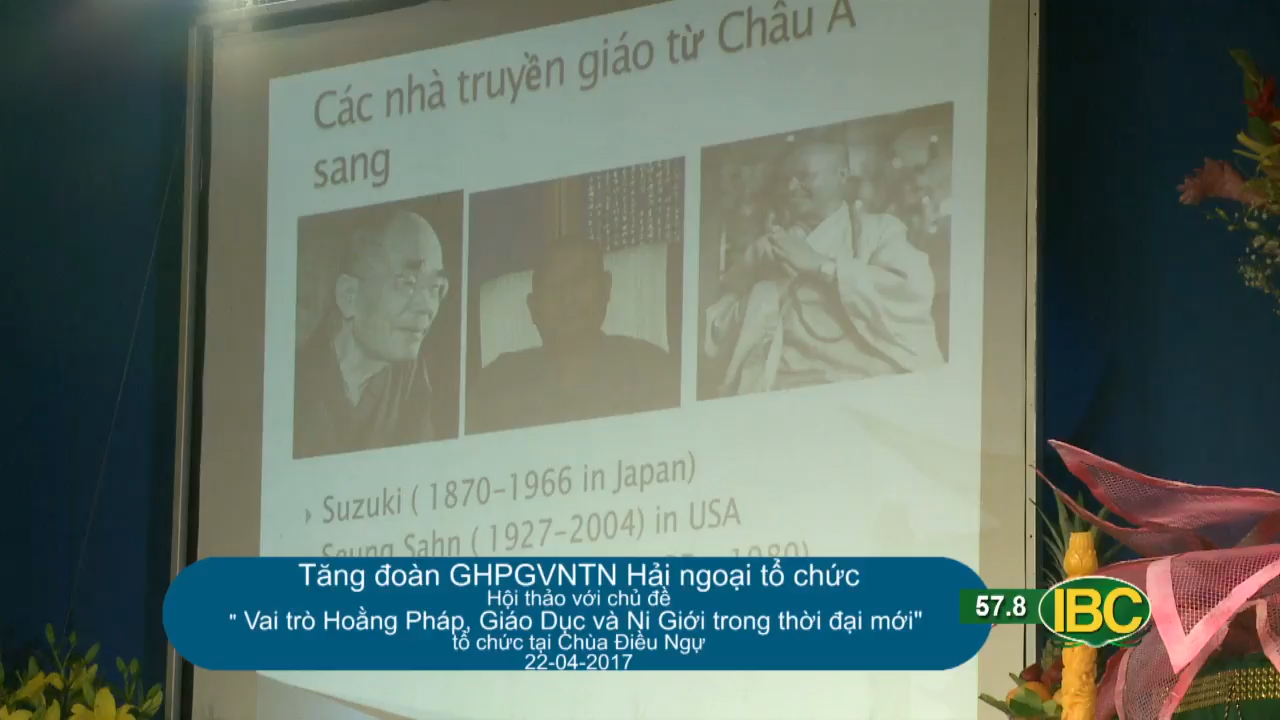 Các nhà truyền giáo từ Châu Á
sang
Suzuki ( 1870-1966 in Japan)
Seung Sahn ( 1927-2004) in USA
1980)
Tăng đoàn GHPGVNTN Hải ngoại tổ chức
Hội thảo với chủ đề
" Vai trò Hoằng Pháp, Giáo Dục và Ni Giới trong thời đại mới"
tổ chức tại Chùa Điều Ngự
22-04-2017
57.8 IBC